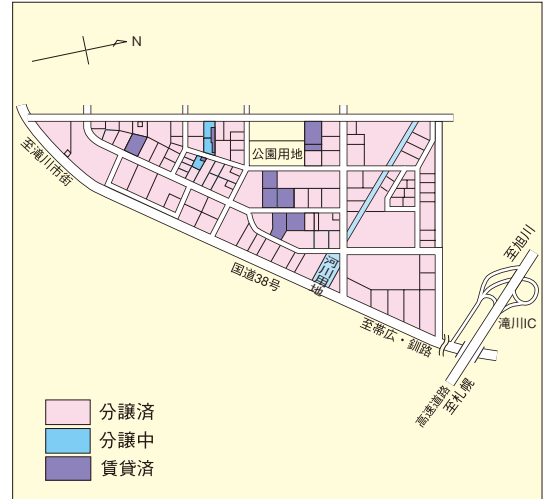 N
公園用地
至滝川市街
国道38号
河川用地
至帯広・釧路
至旭川
滝川IC
高速道路
至札幌
分譲済
分譲中
賃貸済